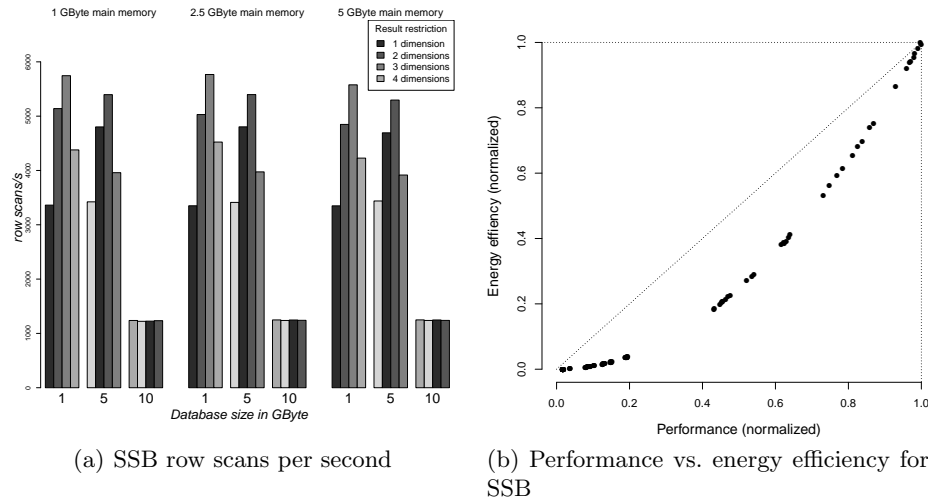 1 GByte main memory
2.5 GByte main memory
5 GByte main memory
Result restriction
1 dimension
2 dimensions
3 dimensions
4 dimensions
row scans/s
6000
5000
4000
3000
2000
1000
0
1 5 10 1 5 10 1 5 10
Database size in GByte
(a) SSB row scans per second
Energy effiency (normalized)
1.0
0.8
0.6
0.4
0.2
0.0
0.0 0.2 0.4 0.6 0.8 1.0
Performance (normalized)
(b) Performance vs. energy efficiency for
SSB